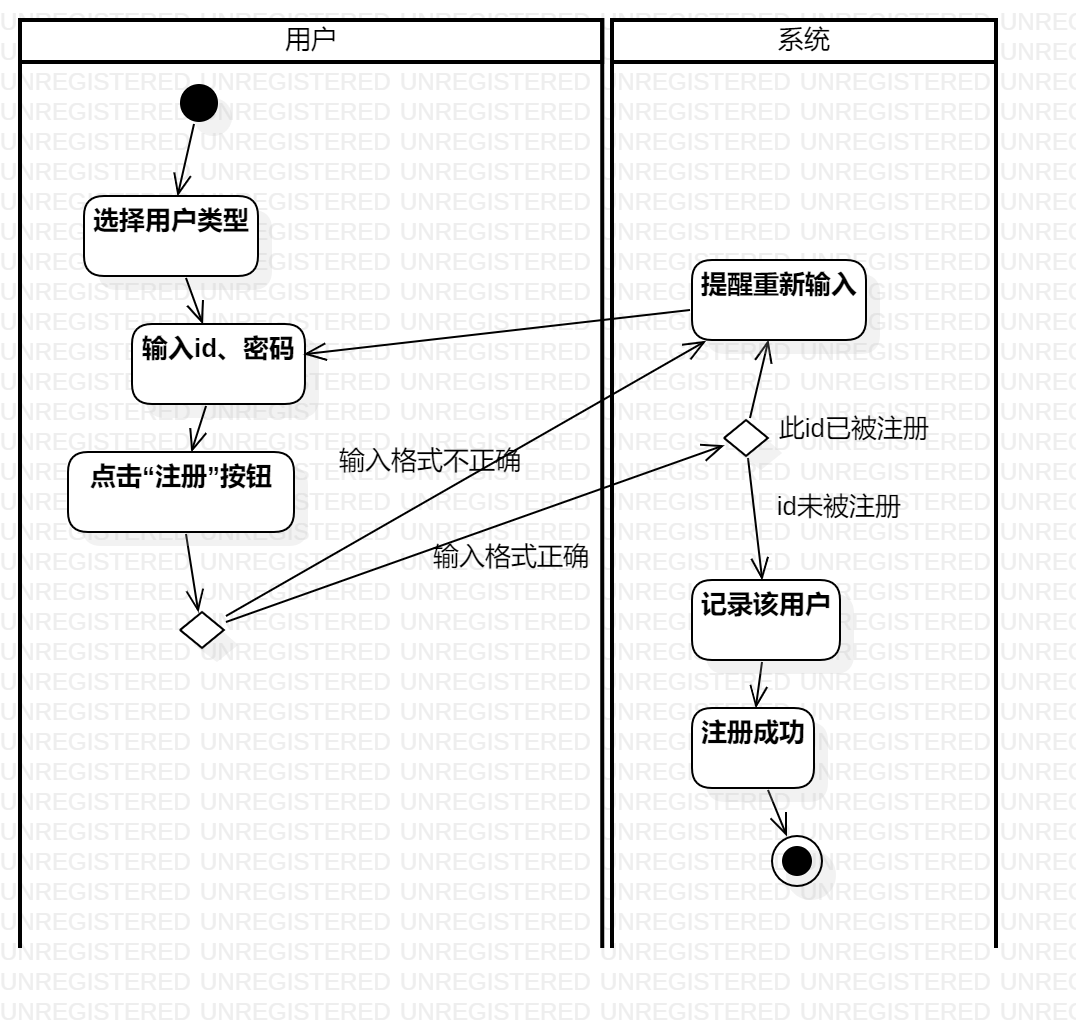 用户
系统
选择用户类型
提醒重新输入
输入id、密码
此id已被注册
输入格式不正确
点击“注册”按钮
id未被注册
输入格式正确
记录该用户
注册成功
UNREGISTERED